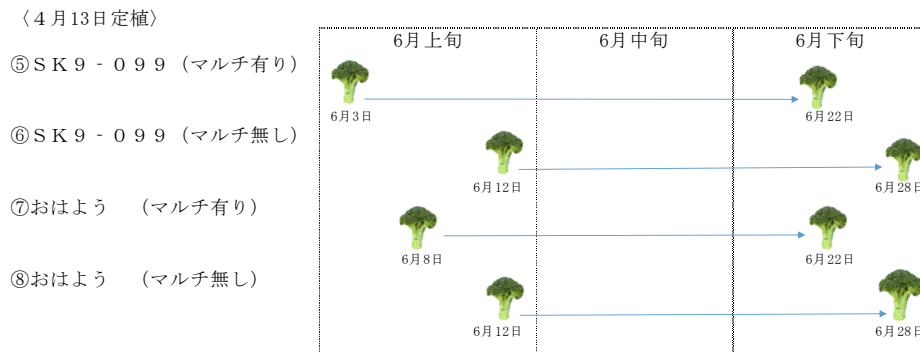 〈４月13日定植〉
6月上旬 6月中旬 6月下旬
⑤ＳＫ９‐０９９（マルチ有り）
6月3日 6月22日
⑥ＳＫ９‐０９９（マルチ無し）
6月12日 6月28日
⑦おはよう　（マルチ有り）
6月8日 6月22日
⑧おはよう　（マルチ無し）
6月12日 6月28日